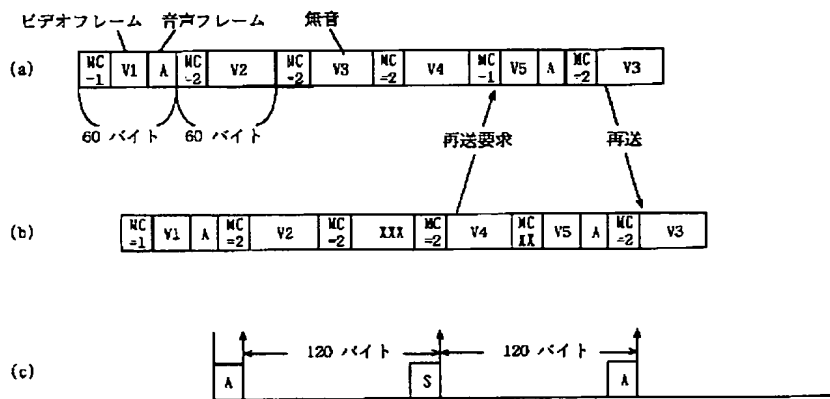 ビデオフレーム 音声フレーム 無音
(a) MC-1 V1 A MC-2 V2 MC=2 V3 MC=2 V4 MC-1 V5 A MC=2 V3
60 バイト 60 バイト 再送要求 再送
(b) MC=1 V1 A MC=2 V2 MC=2 XXX MC=2 V4 MC XX V5 A MC=2 V3
120 バイト 120 バイト
(c) A S A